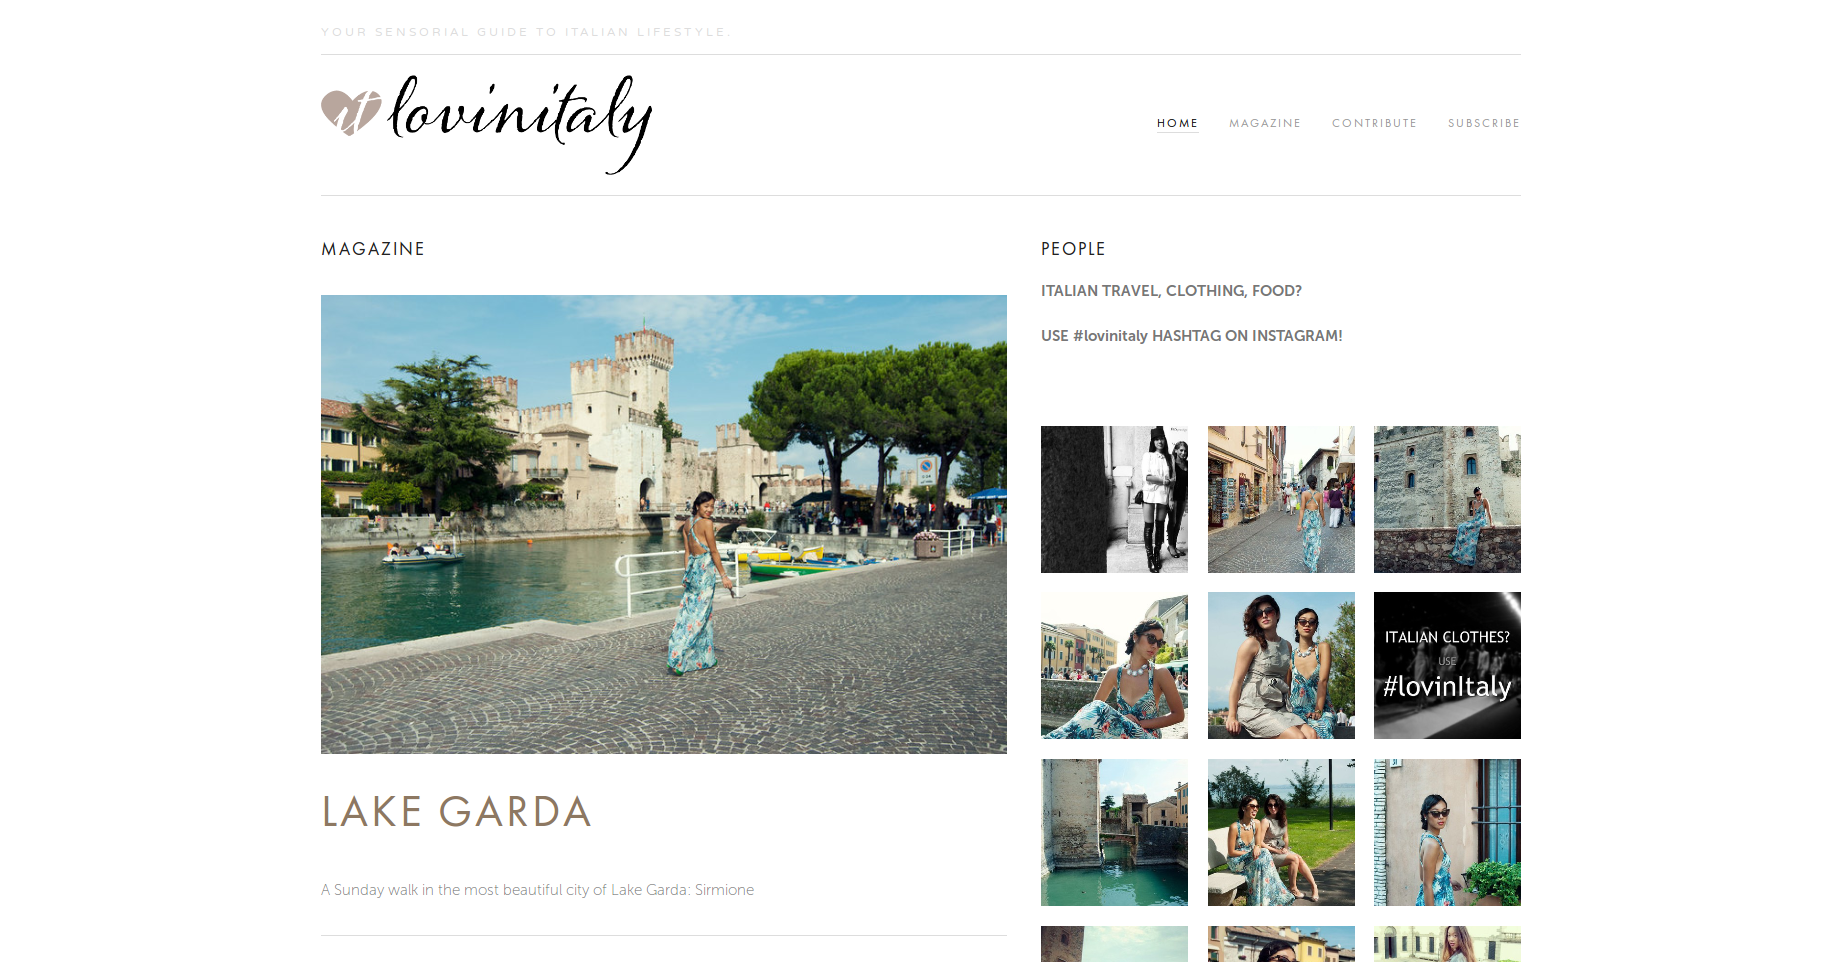 YOUR SENSORIAL GUIDE TO ITALIAN LIFESTYLE.
it lovinitaly
HOME MAGAZINE CONTRIBUTE SUBSCRIBE
MAGAZINE
LAKE GARDA
A Sunday walk in the most beautiful city of Lake Garda: Sirmione
PEOPLE
ITALIAN TRAVEL, CLOTHING, FOOD?
USE #lovinitaly HASHTAG ON INSTAGRAM!
ITALIAN CLOTHES?
USE
#lovinItaly